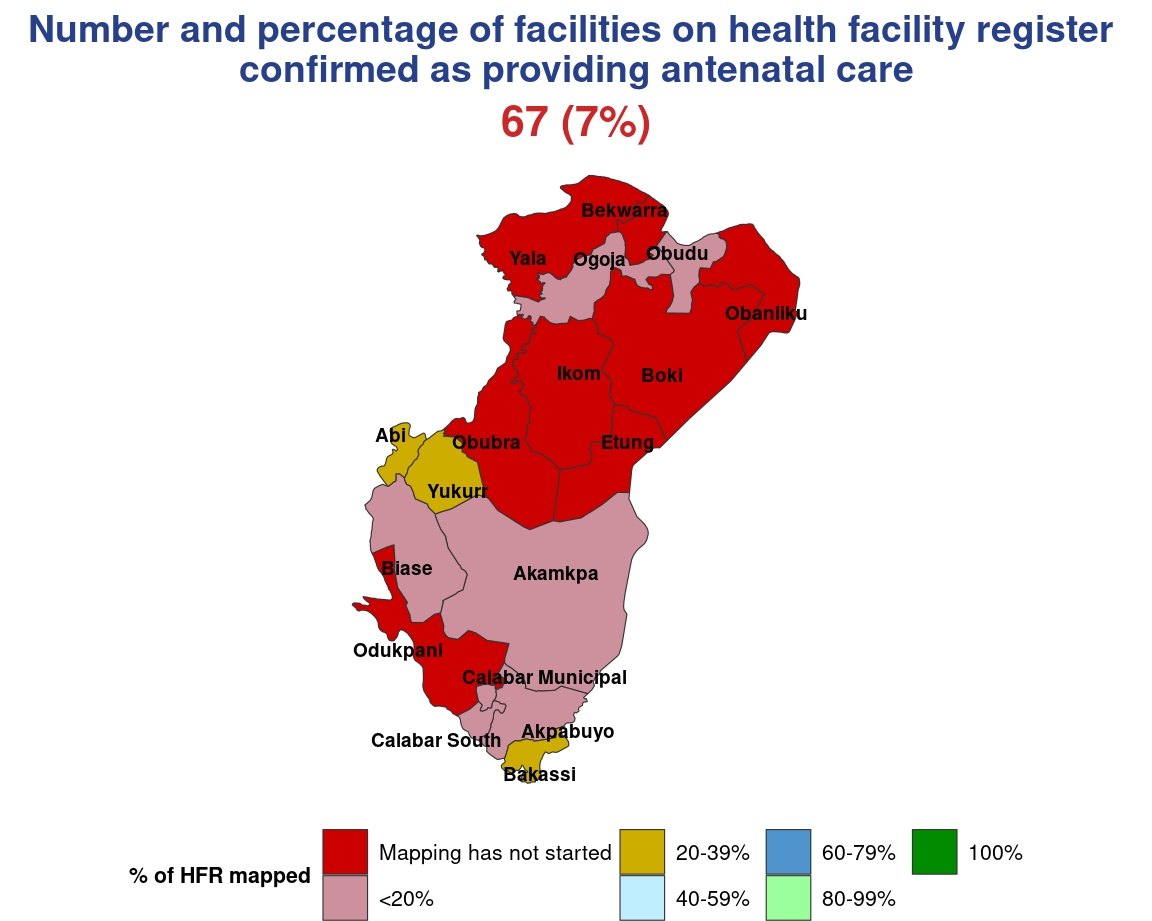 Number and percentage of facilities on health facility register
confirmed as providing antenatal care
67 (7%)
Bekwarra
Yala
Ogoja
Obudu
Obanliku
Ikom
Boki
Abi
Obubra
Etung
Yukurr
Biase
Akamkpa
Odukpani
Calabar Municipal
Akpabuyo
Calabar South
Bakassi
% of HFR mapped
Mapping has not started
<20%
20-39%
40-59%
60-79%
80-99%
100%